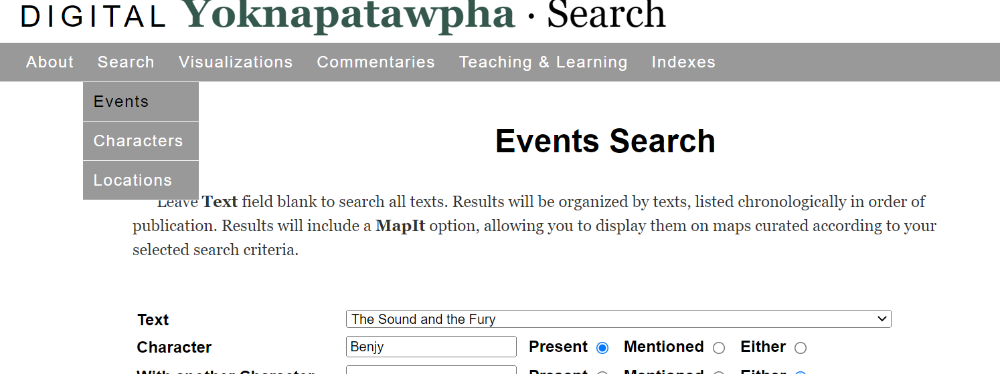 DIGITAL Yoknapatawpha · Search
About Search Visualizations Commentaries Teaching & Learning Indexes
Events
Characters
Locations
Events Search
Leave Text field blank to search all texts. Results will be organized by texts, listed chronologically in order of
publication. Results will include a MapIt option, allowing you to display them on maps curated according to your
selected search criteria.
Text The Sound and the Fury
Character Benjy Present Mentioned Either
With another Character Present Mentioned Either